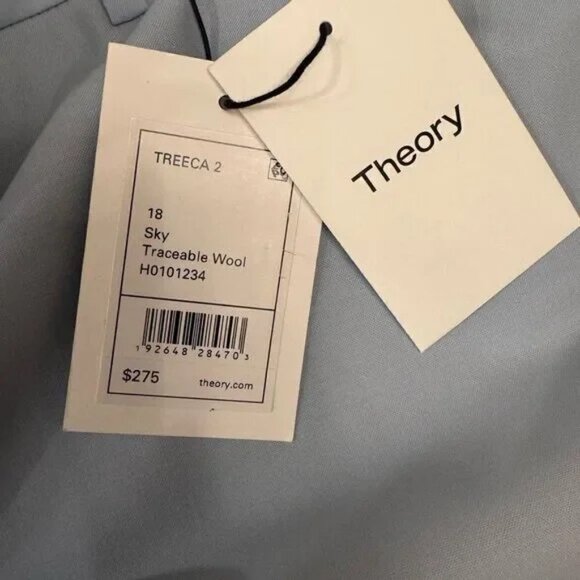 TREECA 2
18
Sky
Traceable Wool
H0101234
1 92648 28470 3
$275 theory.com
Theory